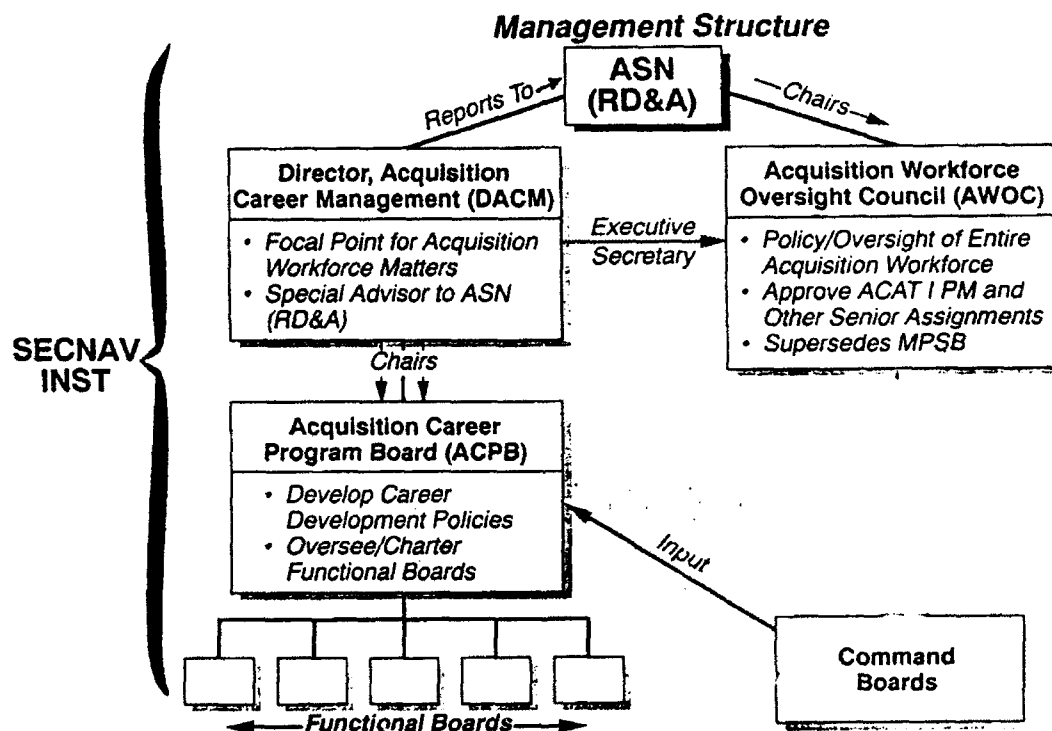 Management Structure
ASN
(RD&A)
Reports To
Chairs
Director, Acquisition
Career Management (DACM)
• Focal Point for Acquisition
Workforce Matters
• Special Advisor to ASN
(RD&A)
Executive
Secretary
Acquisition Workforce
Oversight Council (AWOC)
• Policy/Oversight of Entire
Acquisition Workforce
• Approve ACAT I PM and
Other Senior Assignments
• Supersedes MPSB
SECNAV
INST
Chairs
Acquisition Career
Program Board (ACPB)
• Develop Career
Development Policies
• Oversee/Charter
Functional Boards
Input
Command
Boards
Functional Boards